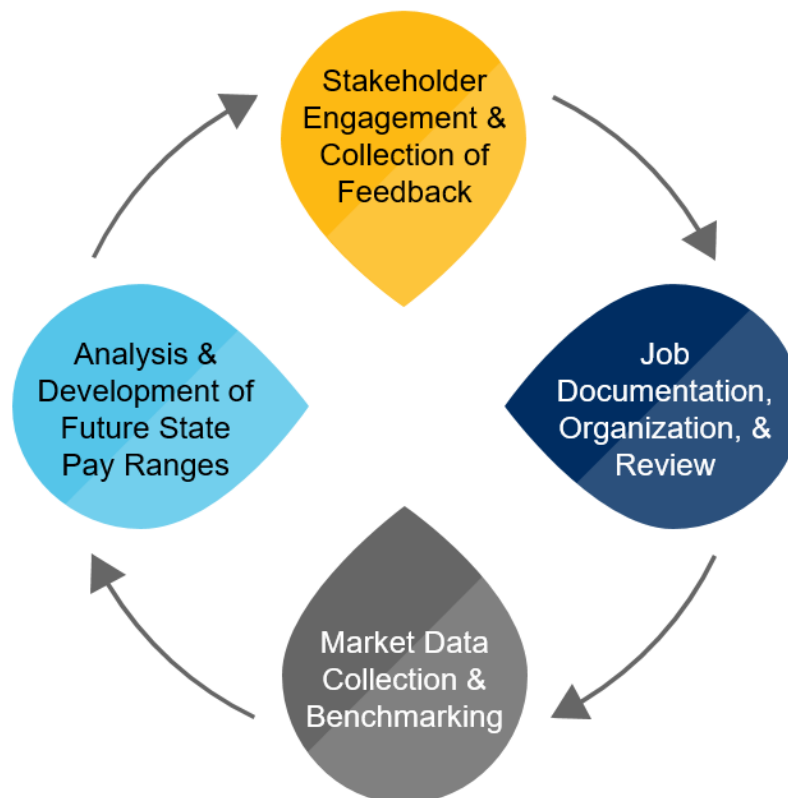 Stakeholder
Engagement &
Collection of
Feedback
Job
Documentation,
Organization, &
Review
Market Data
Collection &
Benchmarking
Analysis &
Development of
Future State
Pay Ranges